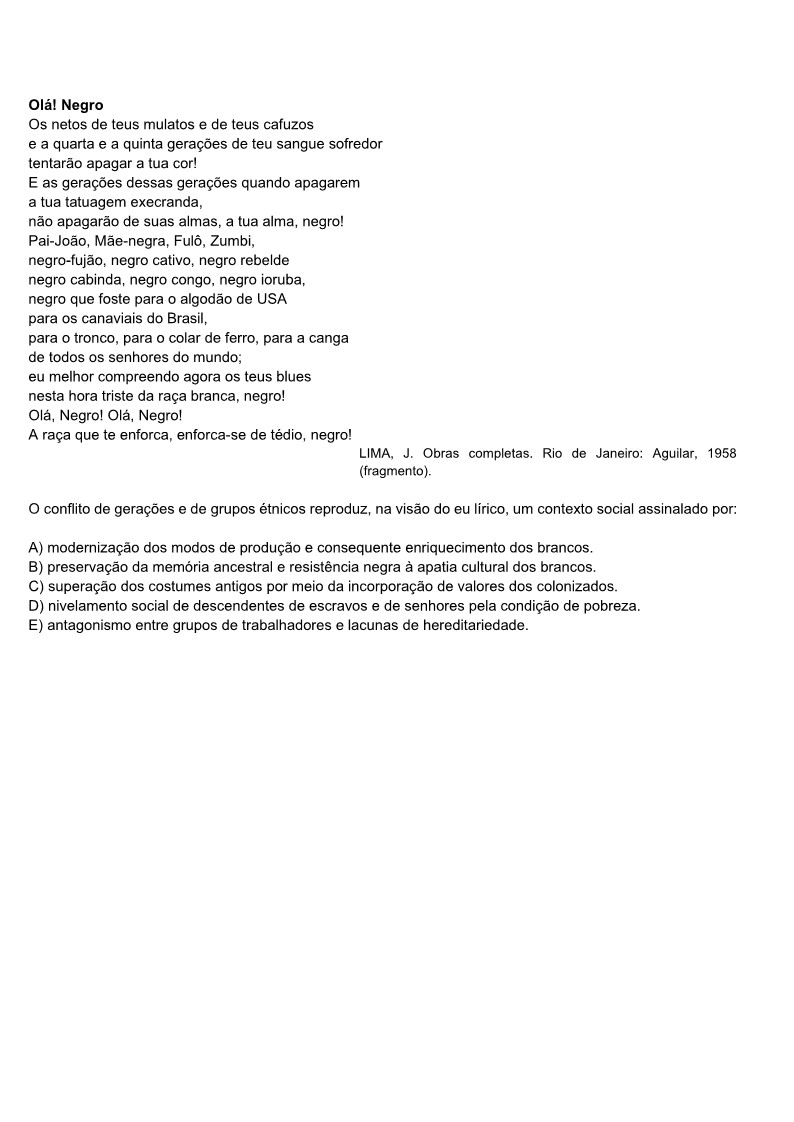 Olá! Negro
Os netos de teus mulatos e de teus cafuzos
e a quarta e a quinta gerações de teu sangue sofredor
tentarão apagar a tua cor!
E as gerações dessas gerações quando apagarem
a tua tatuagem execranda,
não apagarão de suas almas, a tua alma, negro!
Pai-João, Mãe-negra, Fulô, Zumbi,
negro-fujão, negro cativo, negro rebelde
negro cabinda, negro congo, negro ioruba,
negro que foste para o algodão de USA
para os canaviais do Brasil,
para o tronco, para o colar de ferro, para a canga
de todos os senhores do mundo;
eu melhor compreendo agora os teus blues
nesta hora triste da raça branca, negro!
Olá, Negro! Olá, Negro!
A raça que te enforca, enforca-se de tédio, negro!
LIMA, J. Obras completas. Rio de Janeiro: Aguilar, 1958
(fragmento).
O conflito de gerações e de grupos étnicos reproduz, na visão do eu lírico, um contexto social assinalado por:
A) modernização dos modos de produção e consequente enriquecimento dos brancos.
B) preservação da memória ancestral e resistência negra à apatia cultural dos brancos.
C) superação dos costumes antigos por meio da incorporação de valores dos colonizados.
D) nivelamento social de descendentes de escravos e de senhores pela condição de pobreza.
E) antagonismo entre grupos de trabalhadores e lacunas de hereditariedade.